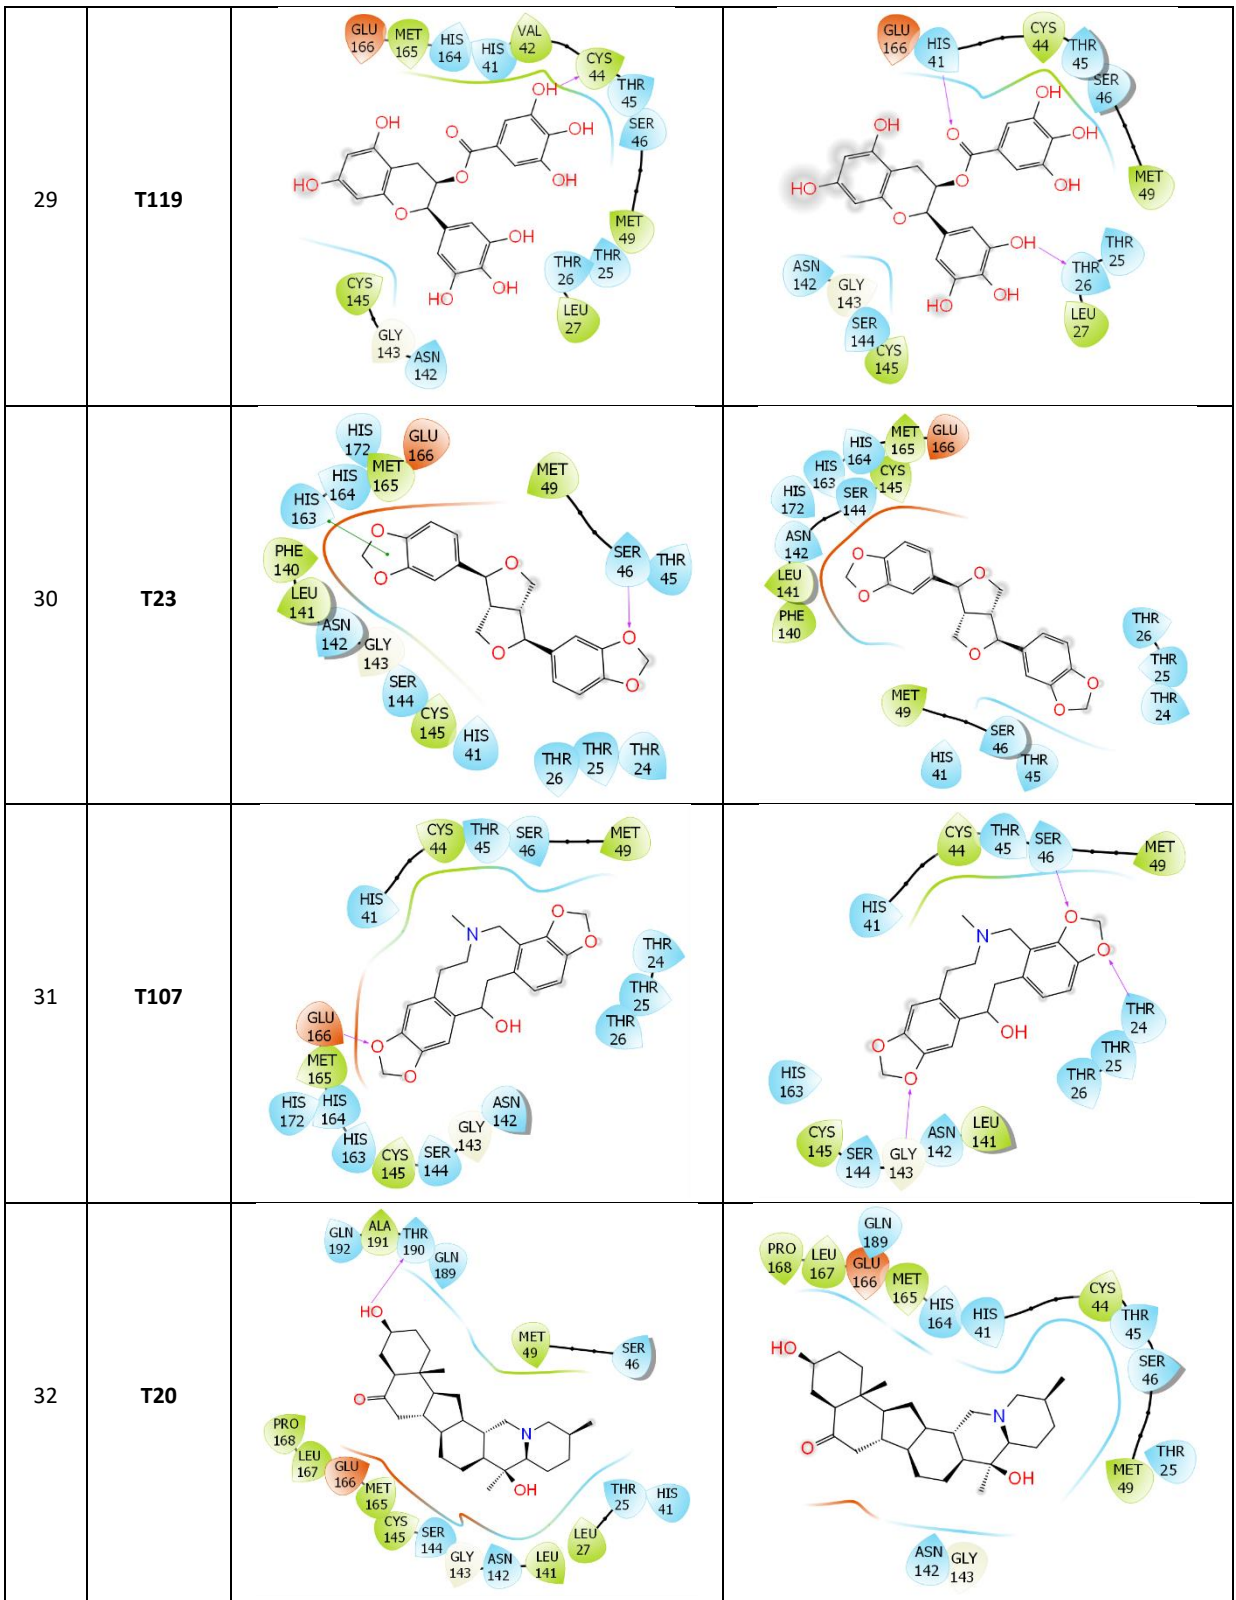 29
T119
GLU 166
MET 165
HIS 164
HIS 41
VAL 42
CYS 44
THR 45
SER 46
MET 49
THR 25
THR 26
LEU 27
CYS 145
GLY 143
ASN 142
OH
OH
OH
OH
HO
O
O
O
OH
OH
HO
GLU 166
HIS 41
CYS 44
THR 45
SER 46
MET 49
THR 25
THR 26
LEU 27
ASN 142
GLY 143
SER 144
CYS 145
OH
OH
OH
OH
HO
O
O
O
OH
OH
HO
30
T23
HIS 172
GLU 166
MET 165
HIS 164
HIS 163
PHE 140
LEU 141
ASN 142
GLY 143
SER 144
CYS 145
HIS 41
MET 49
SER 46
THR 45
THR 26
THR 25
THR 24
O
O
O
O
O
O
HIS 164
MET 165
GLU 166
HIS 163
CYS 145
HIS 172
SER 144
ASN 142
LEU 141
PHE 140
THR 26
THR 25
THR 24
MET 49
SER 46
HIS 41
THR 45
O
O
O
O
O
O
31
T107
CYS 44
THR 45
SER 46
MET 49
HIS 41
THR 24
THR 25
THR 26
GLU 166
MET 165
HIS 172
HIS 164
HIS 163
CYS 145
SER 144
GLY 143
ASN 142
N
O
O
OH
O
O
CYS 44
THR 45
SER 46
MET 49
HIS 41
THR 24
THR 25
THR 26
HIS 163
CYS 145
SER 144
GLY 143
ASN 142
LEU 141
N
O
O
OH
O
O
32
T20
GLN 192
ALA 191
THR 190
GLN 189
MET 49
SER 46
PRO 168
LEU 167
GLU 166
MET 165
CYS 145
SER 144
GLY 143
ASN 142
LEU 141
LEU 27
THR 25
HIS 41
HO
O
N
OH
GLN 189
PRO 168
LEU 167
GLU 166
MET 165
HIS 164
HIS 41
CYS 44
THR 45
SER 46
MET 49
THR 25
ASN 142
GLY 143
HO
O
N
OH